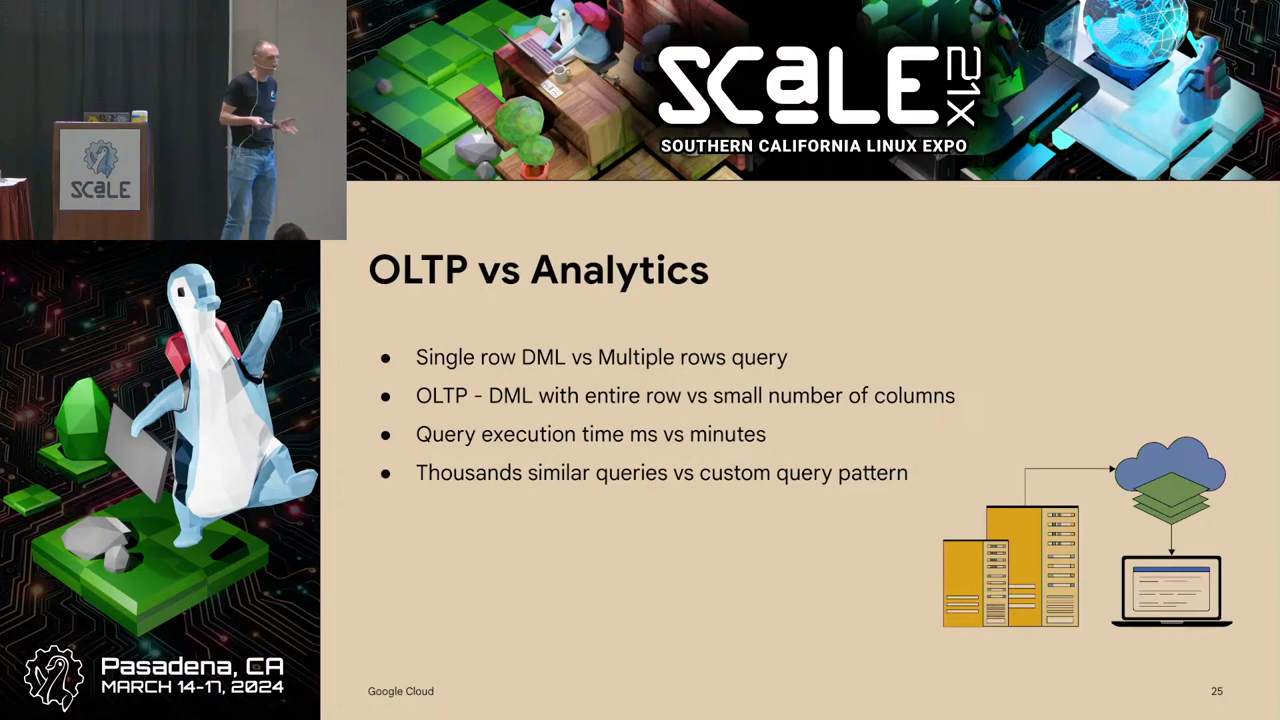 SCALE
SCALE 21X
SOUTHERN CALIFORNIA LINUX EXPO
OLTP vs Analytics
● Single row DML vs Multiple rows query
● OLTP - DML with entire row vs small number of columns
● Query execution time ms vs minutes
● Thousands similar queries vs custom query pattern
Google Cloud
25
Pasadena, CA
MARCH 14-17, 2024